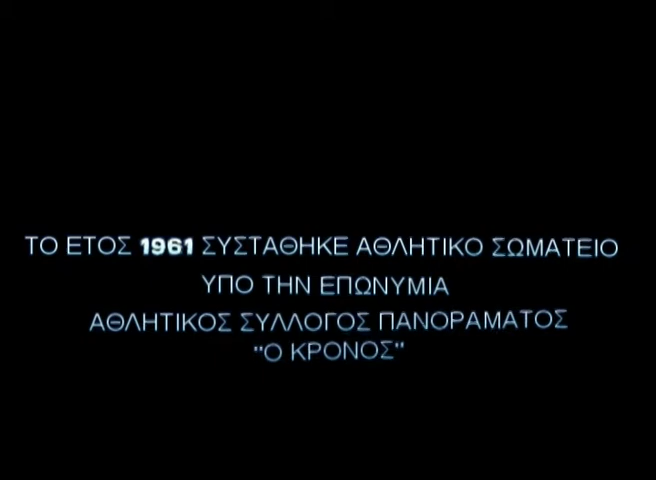 ΤΟ ΕΤΟΣ 1961 ΣΥΣΤΑΘΗΚΕ ΑΘΛΗΤΙΚΟ ΣΩΜΑΤΕΙΟ
ΥΠΟ ΤΗΝ ΕΠΩΝΥΜΙΑ
ΑΘΛΗΤΙΚΟΣ ΣΥΛΛΟΓΟΣ ΠΑΝΟΡΑΜΑΤΟΣ
"Ο ΚΡΟΝΟΣ"